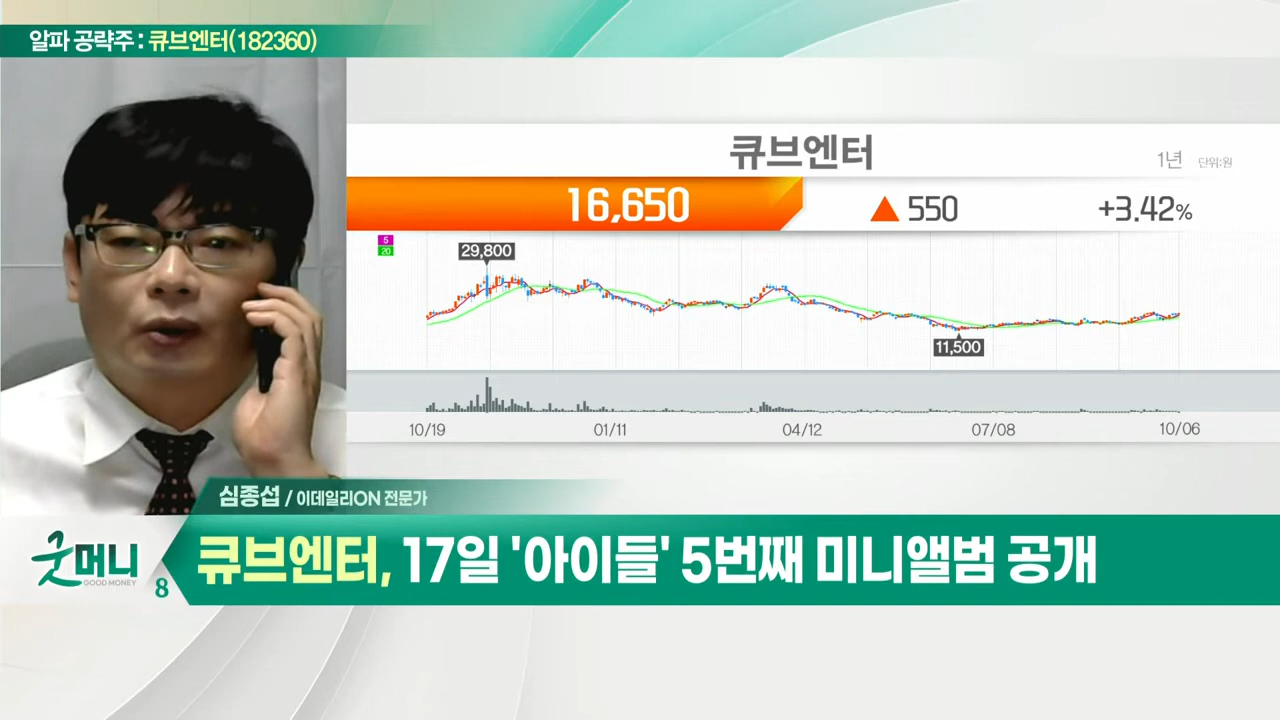 알파 공략주 : 큐브엔터(182360)
큐브엔터
1년 단위:원
16,650 ▲ 550 +3.42%
5
20
29,800
11,500
10/19 01/11 04/12 07/08 10/06
심종섭 / 이데일리ON 전문가
굿머니
GOOD MONEY
8
큐브엔터, 17일 '아이들' 5번째 미니앨범 공개